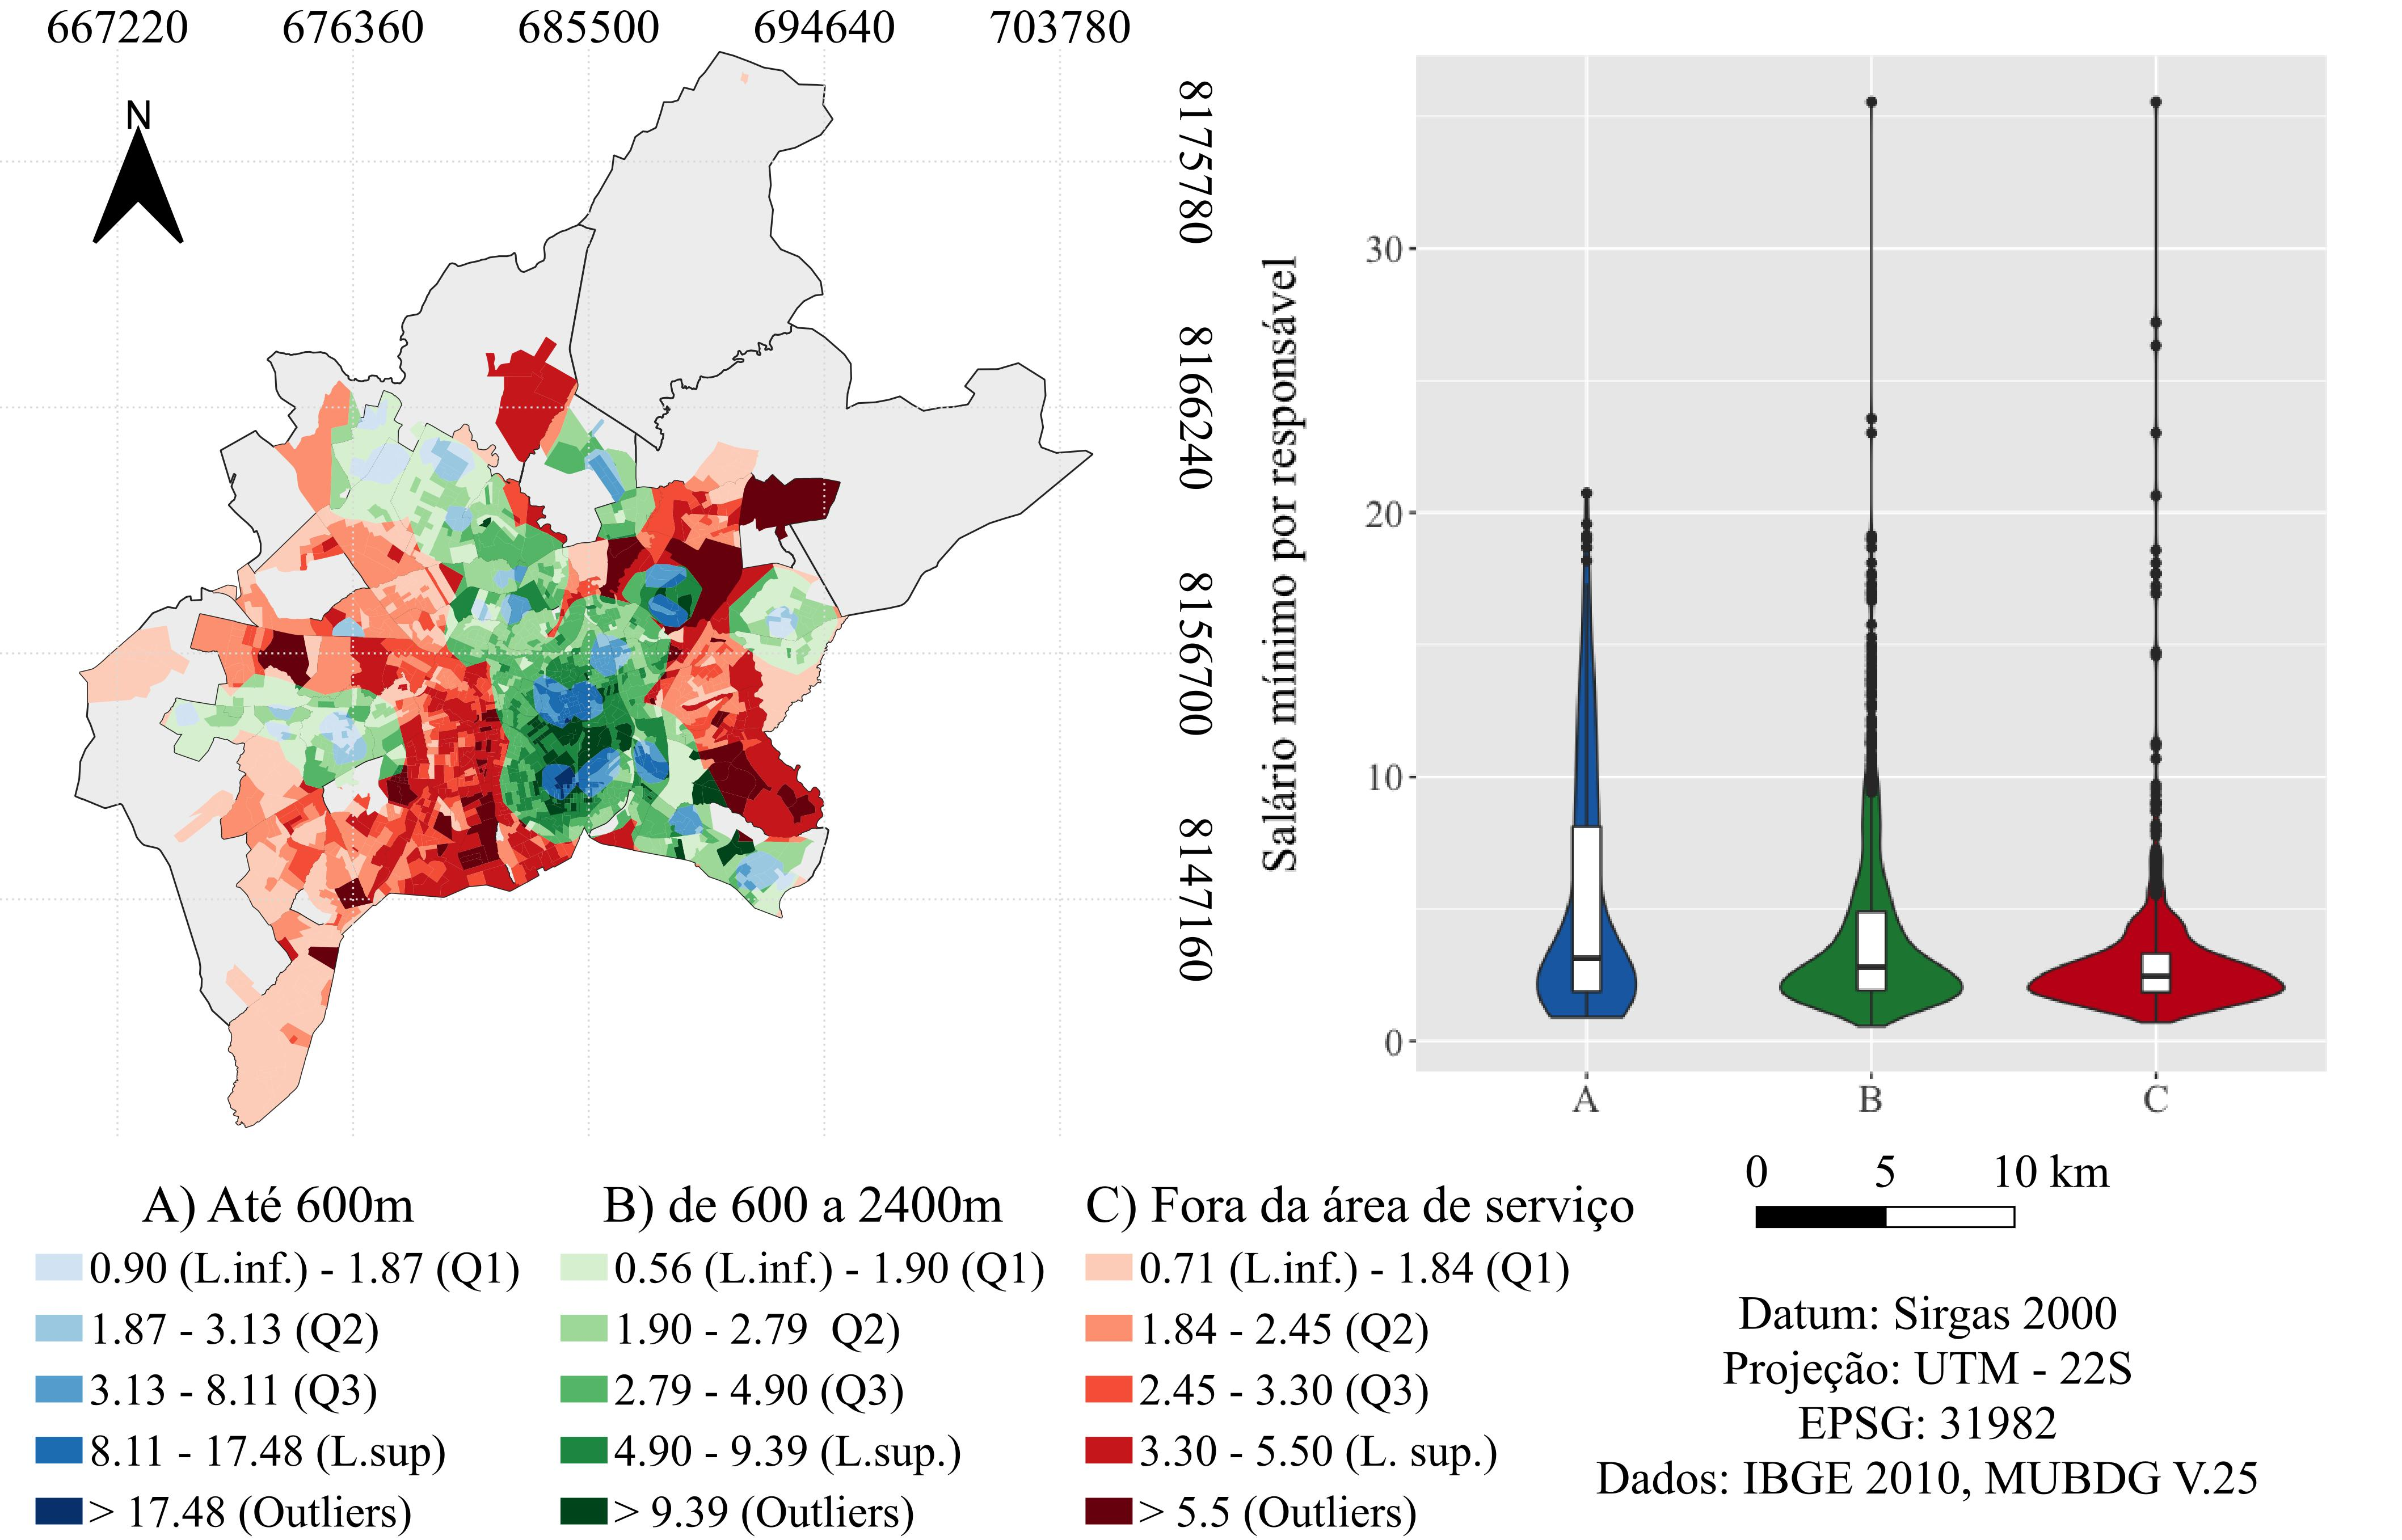 667220 676360 685500 694640 703780
N
8175780
8166240
8156700
8147160
Salário mínimo por responsável
30
20
10
0
A B C
0 5 10 km
A) Até 600m
0.90 (L.inf.) - 1.87 (Q1)
1.87 - 3.13 (Q2)
3.13 - 8.11 (Q3)
8.11 - 17.48 (L.sup)
> 17.48 (Outliers)
B) de 600 a 2400m
0.56 (L.inf.) - 1.90 (Q1)
1.90 - 2.79 Q2)
2.79 - 4.90 (Q3)
4.90 - 9.39 (L.sup.)
> 9.39 (Outliers)
C) Fora da área de serviço
0.71 (L.inf.) - 1.84 (Q1)
1.84 - 2.45 (Q2)
2.45 - 3.30 (Q3)
3.30 - 5.50 (L. sup.)
> 5.5 (Outliers)
Datum: Sirgas 2000
Projeção: UTM - 22S
EPSG: 31982
Dados: IBGE 2010, MUBDG V.25